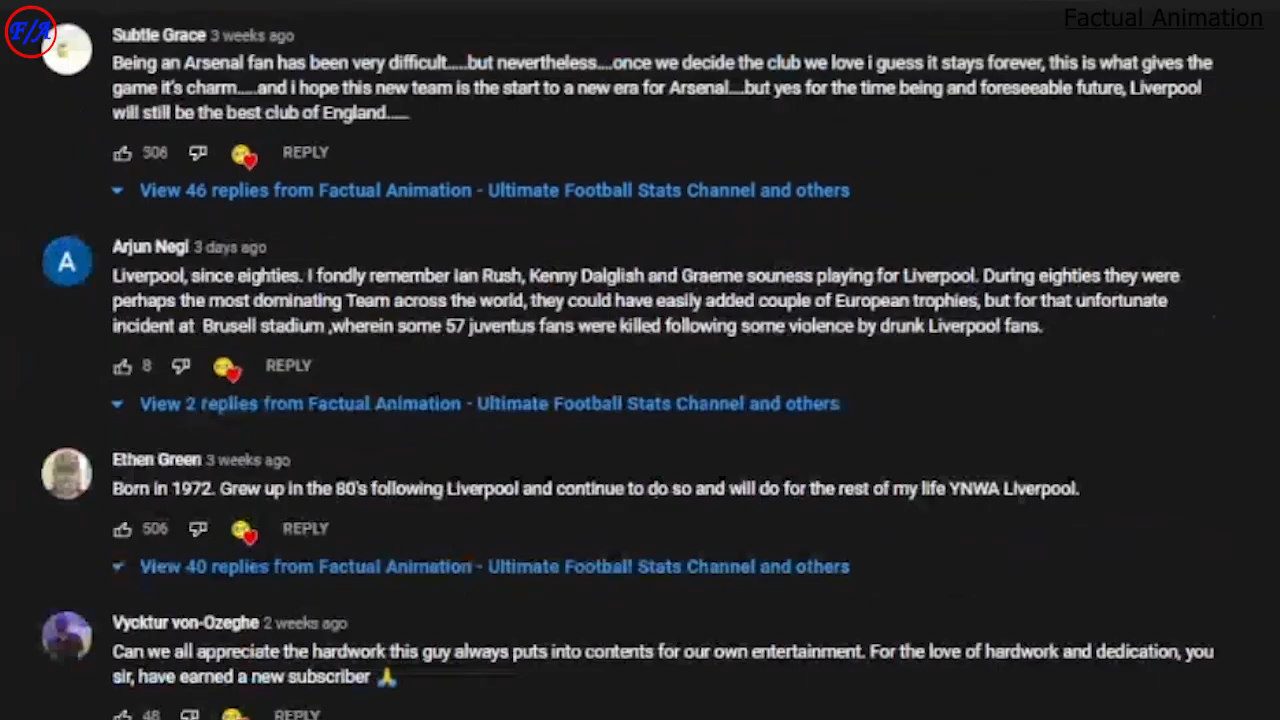 F/A
Factual Animation
Subtle Grace 3 weeks ago
Being an Arsenal fan has been very difficult.....but nevertheless....once we decide the club we love i guess it stays forever, this is what gives the
game it's charm.....and i hope this new team is the start to a new era for Arsenal....but yes for the time being and foreseeable future, Liverpool
will still be the best club of England......
306 REPLY
View 46 replies from Factual Animation - Ultimate Football Stats Channel and others
A
Arjun Negi 3 days ago
Liverpool, since eighties. I fondly remember Ian Rush, Kenny Dalglish and Graeme souness playing for Liverpool. During eighties they were
perhaps the most dominating Team across the world, they could have easily added couple of European trophies, but for that unfortunate
incident at Brusell stadium ,wherein some 57 juventus fans were killed following some violence by drunk Liverpool fans.
8 REPLY
View 2 replies from Factual Animation - Ultimate Football Stats Channel and others
Ethen Green 3 weeks ago
Born in 1972. Grew up in the 80's following Liverpool and continue to do so and will do for the rest of my life YNWA Liverpool.
506 REPLY
View 40 replies from Factual Animation - Ultimate Football Stats Channel and others
Vycktur von-Ozeghe 2 weeks ago
Can we all appreciate the hardwork this guy always puts into contents for our own entertainment. For the love of hardwork and dedication, you
sir, have earned a new subscriber 🙏
48 REPLY